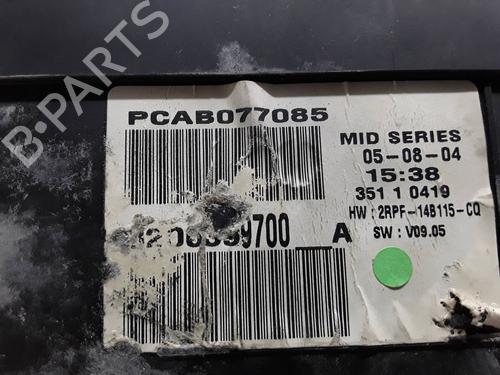 B-PARTS
PCAB077085
MID SERIES
05-08-04
15:38
351 1 0419
HW : 2RPF-14B115-CQ
SW : V09.05
A